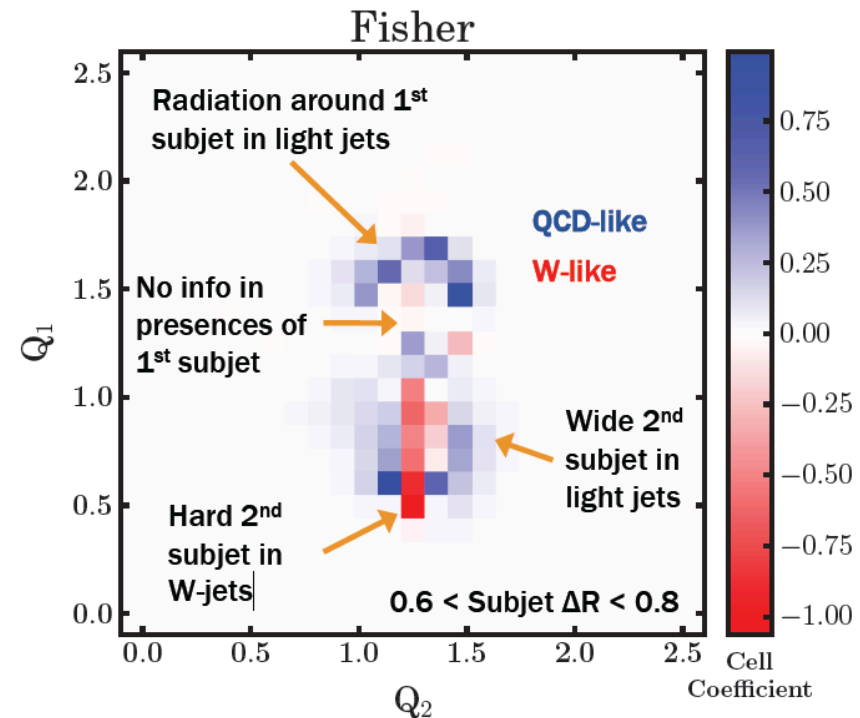 Fisher
Radiation around 1st
subjet in light jets
QCD-like
W-like
No info in
presences of
1st subjet
Wide 2nd
subjet in
light jets
Hard 2nd
subjet in
W-jets
0.6 < Subjet ΔR < 0.8
Q1
2.5
2.0
1.5
1.0
0.5
0.0
0.0 0.5 1.0 1.5 2.0 2.5
Q2
0.75
0.50
0.25
0.00
−0.25
−0.50
−0.75
−1.00
Cell
Coefficient